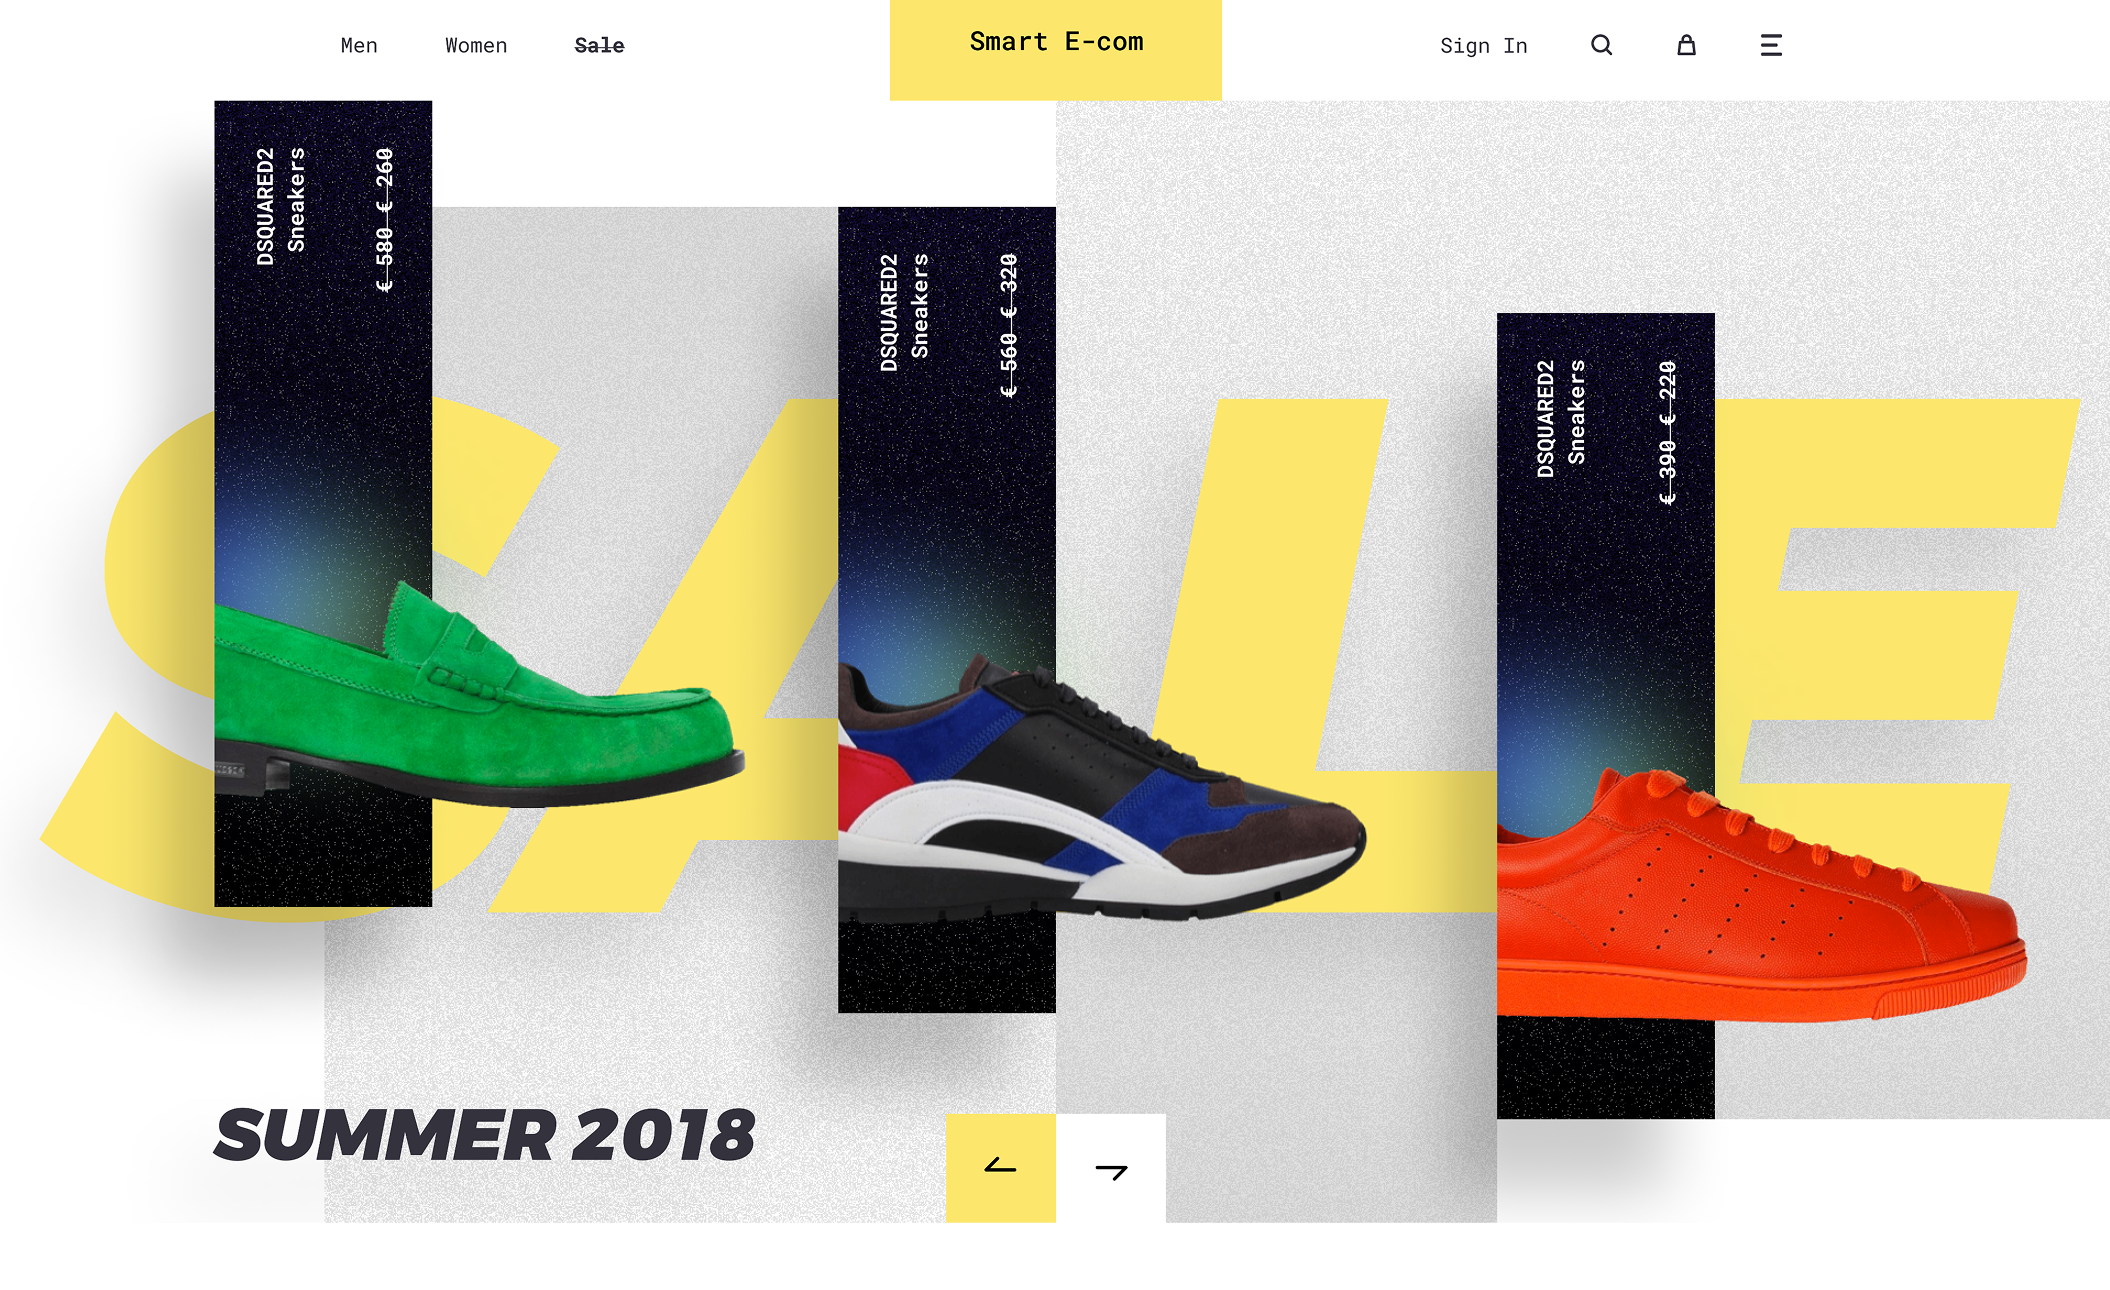 Men
Women
Sale
Smart E-com
Sign In
DSQUARED2
Sneakers
€ 580 € 260
DSQUARED2
Sneakers
€ 560 € 320
DSQUARED2
Sneakers
€ 390 € 220
SALE
SUMMER 2018